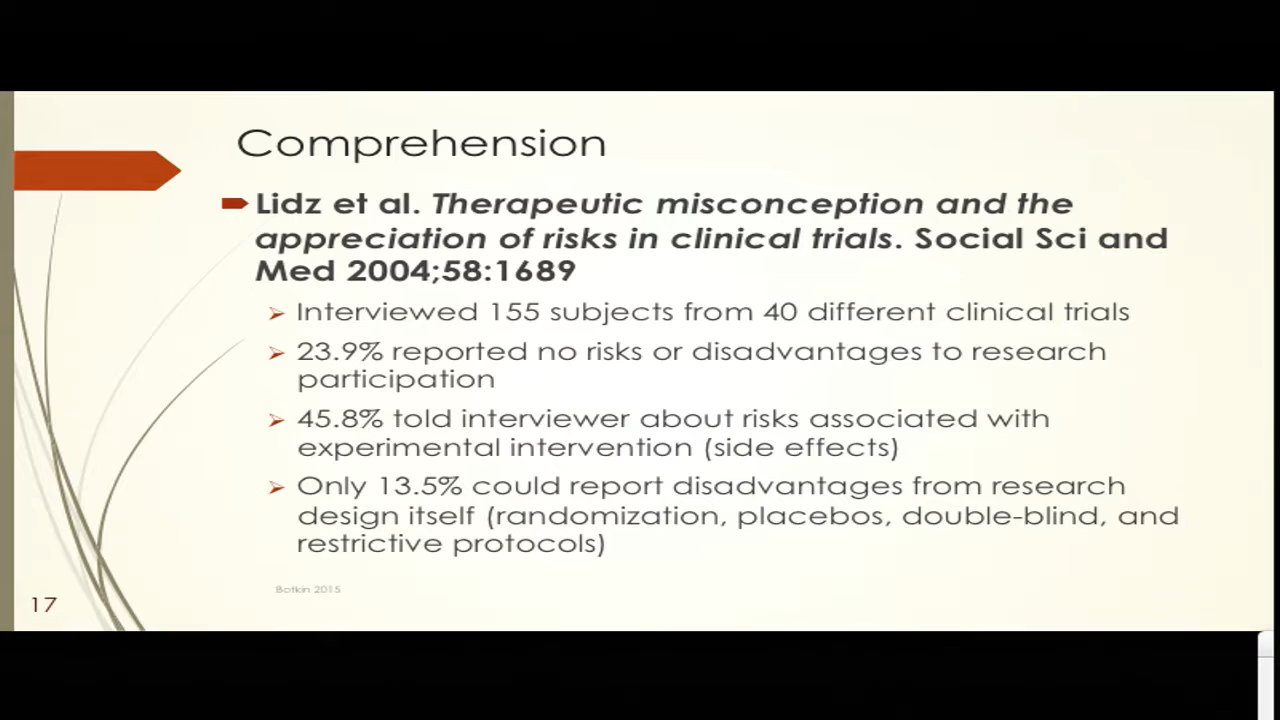 Comprehension
Lidz et al. Therapeutic misconception and the
appreciation of risks in clinical trials. Social Sci and
Med 2004;58:1689
Interviewed 155 subjects from 40 different clinical trials
23.9% reported no risks or disadvantages to research
participation
45.8% told interviewer about risks associated with
experimental intervention (side effects)
Only 13.5% could report disadvantages from research
design itself (randomization, placebos, double-blind, and
restrictive protocols)
Botkin 2015
17